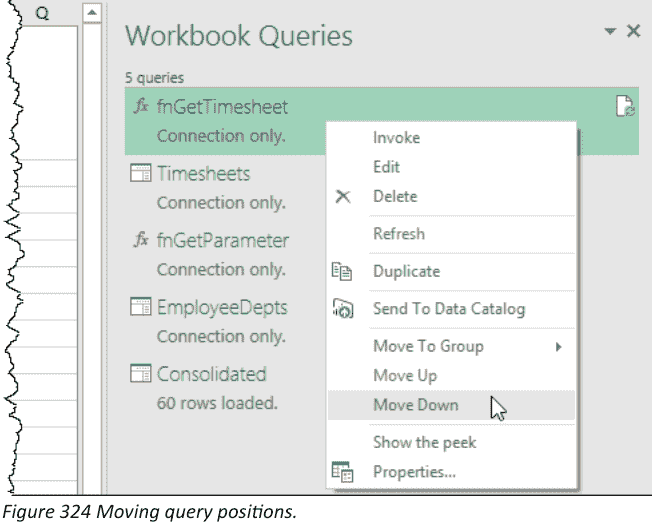 Q
Workbook Queries
5 queries
fx fnGetTimesheet
Connection only.
Timesheets
Connection only.
fx fnGetParameter
Connection only.
EmployeeDepts
Connection only.
Consolidated
60 rows loaded.
Invoke
Edit
Delete
Refresh
Duplicate
Send To Data Catalog
Move To Group
Move Up
Move Down
Show the peek
Properties...
Figure 324 Moving query positions.